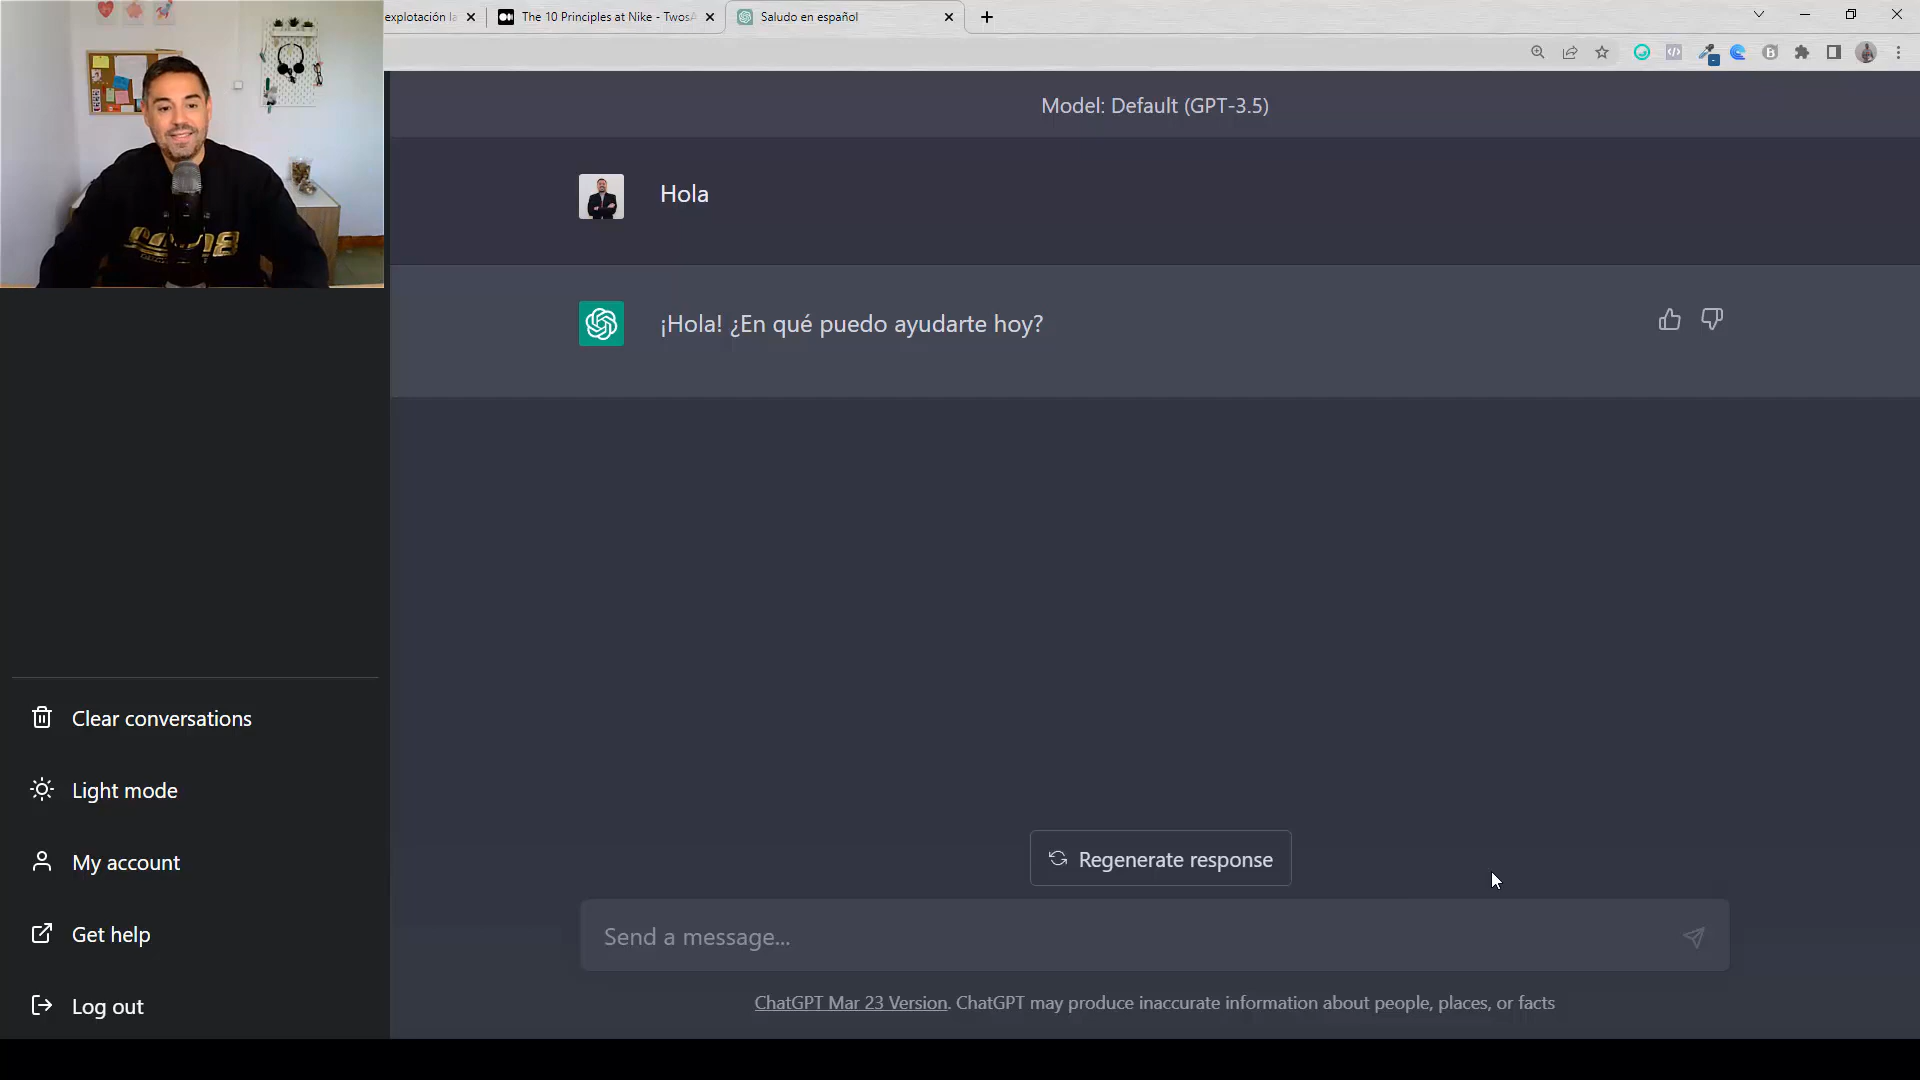 explotación la
The 10 Principles at Nike - TwosA
Saludo en español
Model: Default (GPT-3.5)
Hola
¡Hola! ¿En qué puedo ayudarte hoy?
Clear conversations
Light mode
My account
Get help
Log out
Regenerate response
Send a message...
ChatGPT Mar 23 Version. ChatGPT may produce inaccurate information about people, places, or facts